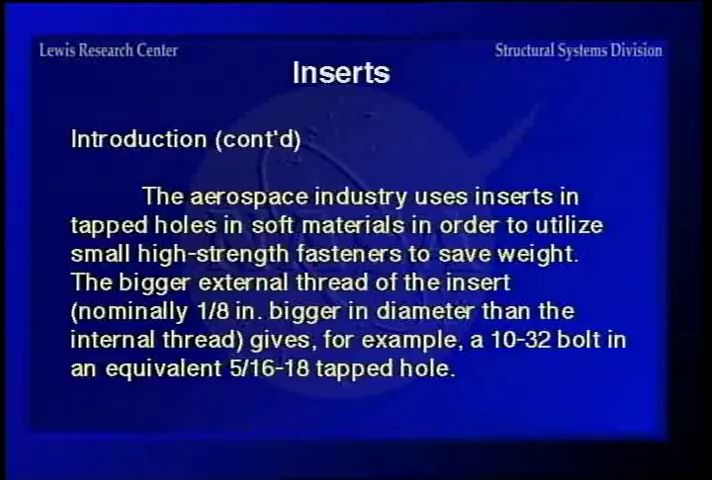 Lewis Research Center
Structural Systems Division
Inserts
Introduction (cont'd)
The aerospace industry uses inserts in
tapped holes in soft materials in order to utilize
small high-strength fasteners to save weight.
The bigger external thread of the insert
(nominally 1/8 in. bigger in diameter than the
internal thread) gives, for example, a 10-32 bolt in
an equivalent 5/16-18 tapped hole.